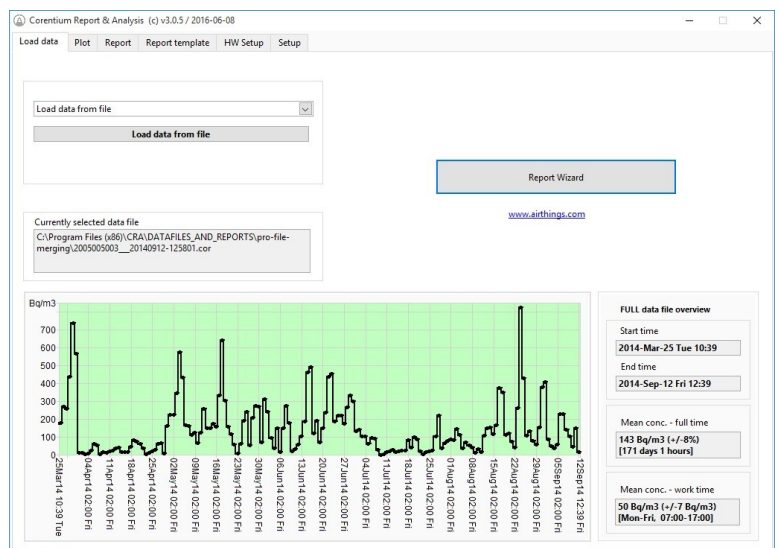 Corentium Report & Analysis (c) v3.0.5 / 2016-06-08
Load data Plot Report Report template HW Setup Setup
Load data from file
Load data from file
Report Wizard
www.airthings.com
Currently selected data file
C:\Program Files (x86)\CRA\DATAFILES_AND_REPORTS\pro-file-
merging\2005005003__20140912-125801.cor
Bq/m3
700
600
500
400
300
200
100
0
25Mar14 10:39 Tue
04Apr14 02:00 Fri
11Apr14 02:00 Fri
18Apr14 02:00 Fri
25Apr14 02:00 Fri
02May14 02:00 Fri
09May14 02:00 Fri
16May14 02:00 Fri
23May14 02:00 Fri
30May14 02:00 Fri
06Jun14 02:00 Fri
13Jun14 02:00 Fri
20Jun14 02:00 Fri
27Jun14 02:00 Fri
04Jul14 02:00 Fri
11Jul14 02:00 Fri
18Jul14 02:00 Fri
25Jul14 02:00 Fri
01Aug14 02:00 Fri
08Aug14 02:00 Fri
15Aug14 02:00 Fri
22Aug14 02:00 Fri
29Aug14 02:00 Fri
05Sep14 02:00 Fri
12Sep14 12:39 Fri
FULL data file overview
Start time
2014-Mar-25 Tue 10:39
End time
2014-Sep-12 Fri 12:39
Mean conc. - full time
143 Bq/m3 (+/-8%)
[171 days 1 hours]
Mean conc. - work time
50 Bq/m3 (+/-7 Bq/m3)
[Mon-Fri, 07:00-17:00]